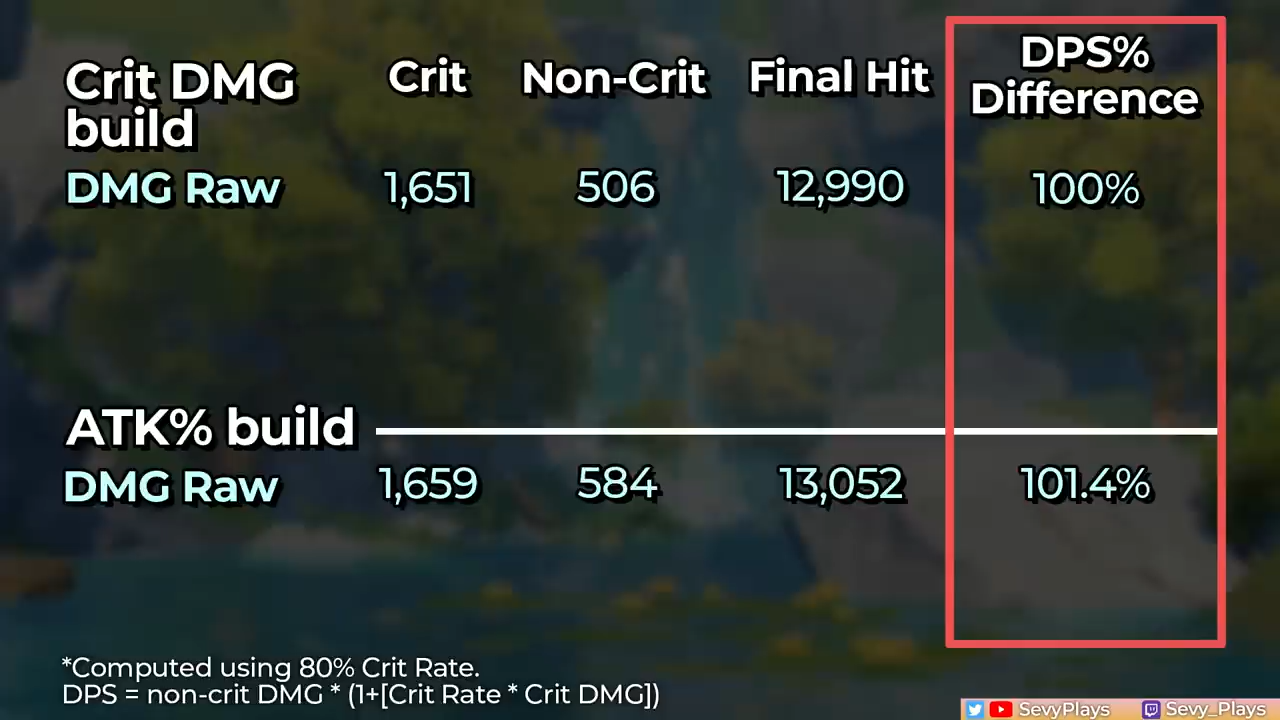 Crit DMG build
Crit
Non-Crit
Final Hit
DPS% Difference
DMG Raw
1,651
506
12,990
100%
ATK% build
DMG Raw
1,659
584
13,052
101.4%
*Computed using 80% Crit Rate.
DPS = non-crit DMG * (1+[Crit Rate * Crit DMG])
SevyPlays
Sevy_Plays